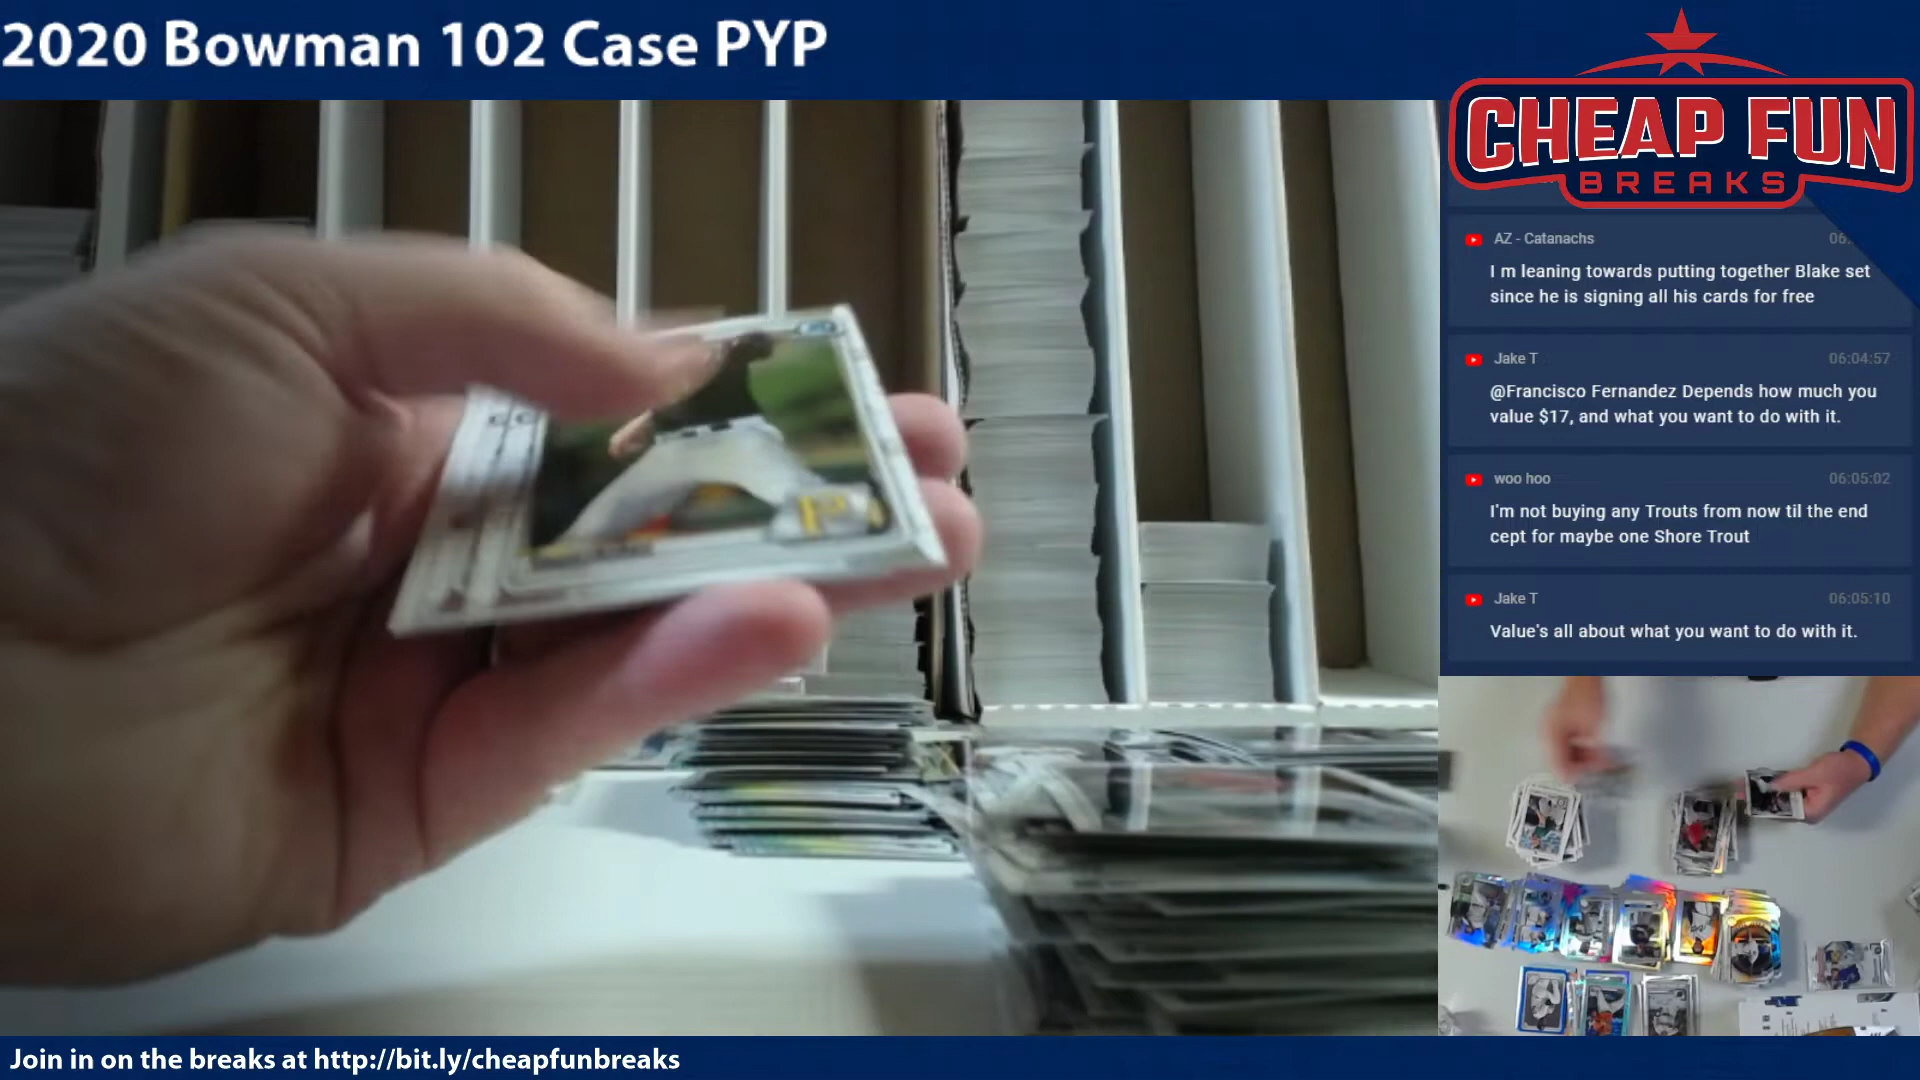 2020 Bowman 102 Case PYP
CHEAP FUN
BREAKS
AZ - Catanachs
06:
I m leaning towards putting together Blake set
since he is signing all his cards for free
Jake T
06:04:57
@Francisco Fernandez Depends how much you
value $17, and what you want to do with it.
woo hoo
06:05:02
I'm not buying any Trouts from now til the end
cept for maybe one Shore Trout
Jake T
06:05:10
Value's all about what you want to do with it.
P
Join in on the breaks at http://bit.ly/cheapfunbreaks